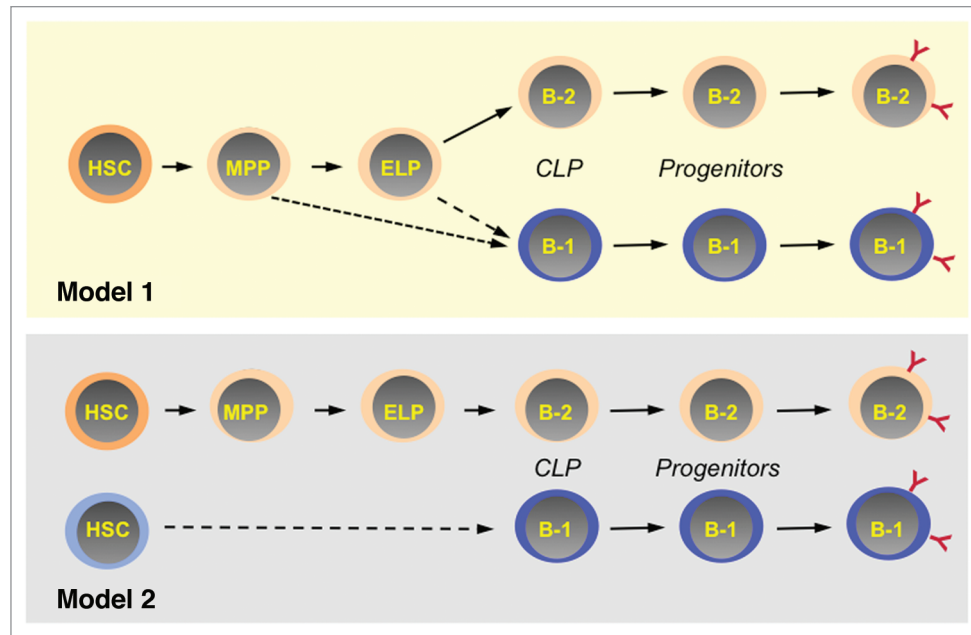 B-2 B-2 B-2
HSC MPP ELP CLP Progenitors
B-1 B-1 B-1
Model 1
HSC MPP ELP B-2 B-2 B-2
CLP Progenitors
HSC B-1 B-1 B-1
Model 2